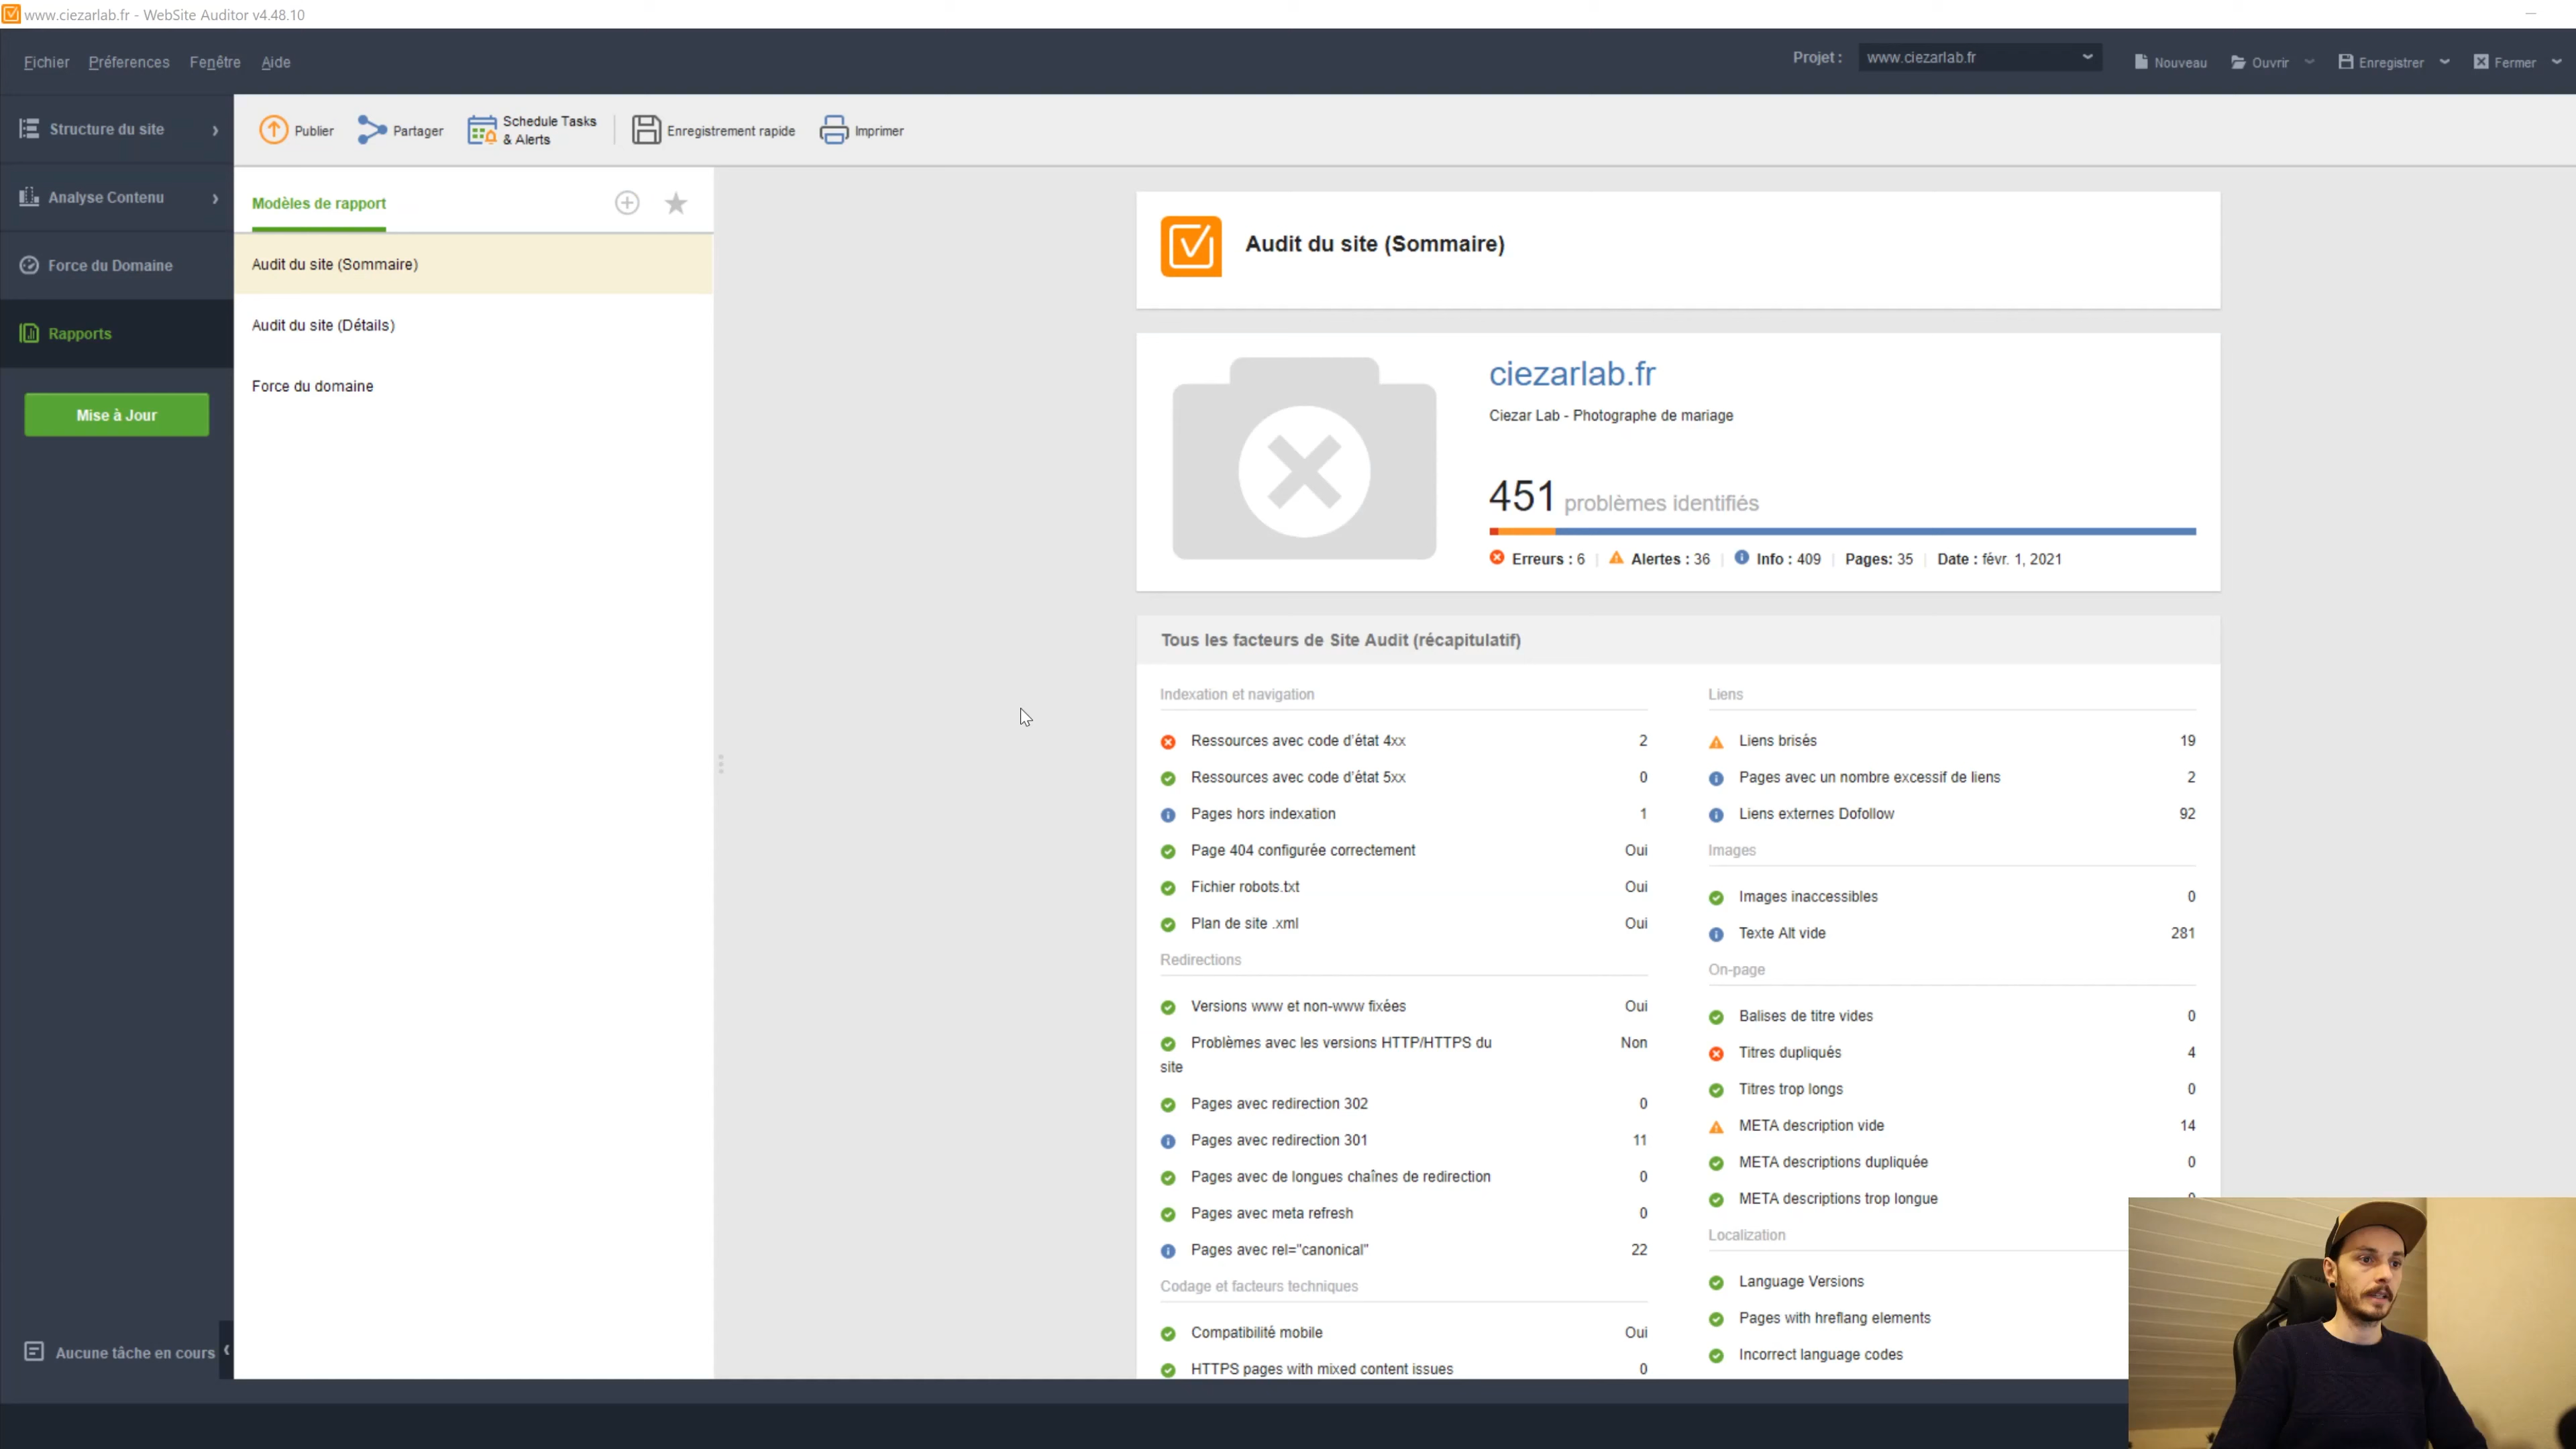 www.ciezarlab.fr - WebSite Auditor v4.48.10
Fichier Préferences Fenêtre Aide
Projet : www.ciezarlab.fr Nouveau Ouvrir Enregistrer Fermer
Structure du site
Analyse Contenu
Force du Domaine
Rapports
Mise à Jour
Aucune tâche en cours
Publier Partager Schedule Tasks
& Alerts
Enregistrement rapide Imprimer
Modèles de rapport
Audit du site (Sommaire)
Audit du site (Détails)
Force du domaine
Audit du site (Sommaire)
ciezarlab.fr
Ciezar Lab - Photographe de mariage
451 problèmes identifiés
Erreurs : 6 Alertes : 36 Info : 409 Pages: 35 Date : févr. 1, 2021
Tous les facteurs de Site Audit (récapitulatif)
Indexation et navigation
Ressources avec code d'état 4xx 2
Ressources avec code d'état 5xx 0
Pages hors indexation 1
Page 404 configurée correctement Oui
Fichier robots.txt Oui
Plan de site .xml Oui
Redirections
Versions www et non-www fixées Oui
Problèmes avec les versions HTTP/HTTPS du Non
site
Pages avec redirection 302 0
Pages avec redirection 301 11
Pages avec de longues chaînes de redirection 0
Pages avec meta refresh 0
Pages avec rel="canonical" 22
Codage et facteurs techniques
Compatibilité mobile Oui
HTTPS pages with mixed content issues 0
Liens
Liens brisés 19
Pages avec un nombre excessif de liens 2
Liens externes Dofollow 92
Images
Images inaccessibles 0
Texte Alt vide 281
On-page
Balises de titre vides 0
Titres dupliqués 4
Titres trop longs 0
META description vide 14
META descriptions dupliquée 0
META descriptions trop longue
Localization
Language Versions
Pages with hreflang elements
Incorrect language codes